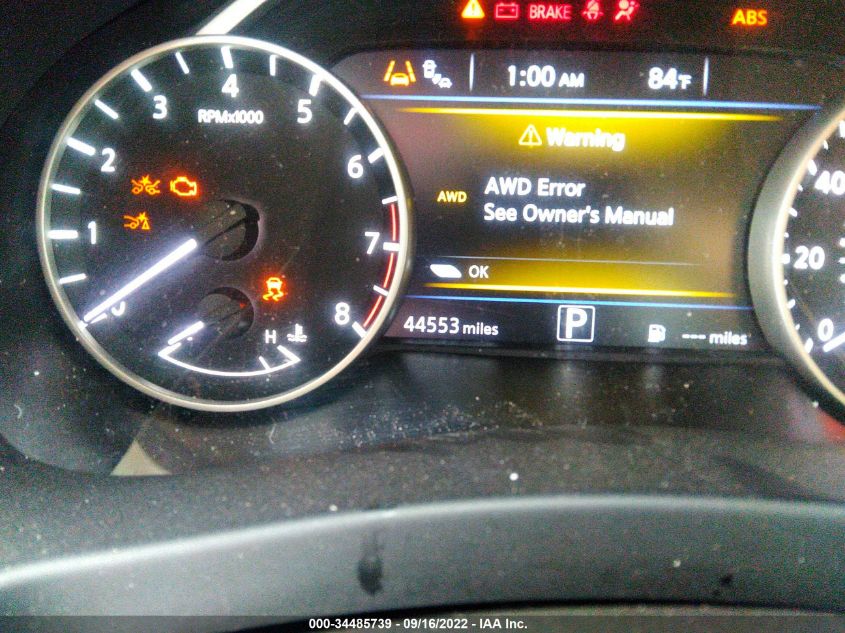 BRAKE
ABS
1:00 AM
84°F
4
3
5
RPMx1000
2
6
1
7
0
8
H
Warning
AWD
AWD Error
See Owner's Manual
OK
44553 miles
P
--- miles
40
20
0
000-34485739 - 09/16/2022 - IAA Inc.